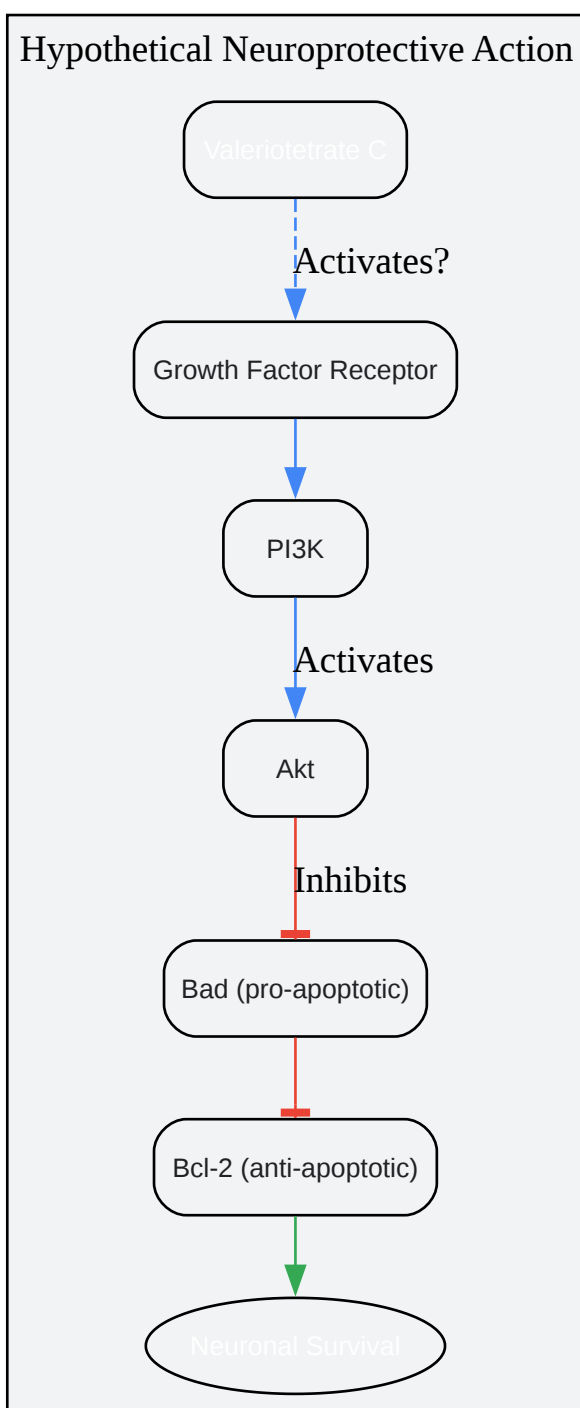 Hypothetical Neuroprotective Action
Valeriotetrate C
Activates?
Growth Factor Receptor
PI3K
Activates
Akt
Inhibits
Bad (pro-apoptotic)
Bcl-2 (anti-apoptotic)
Neuronal Survival